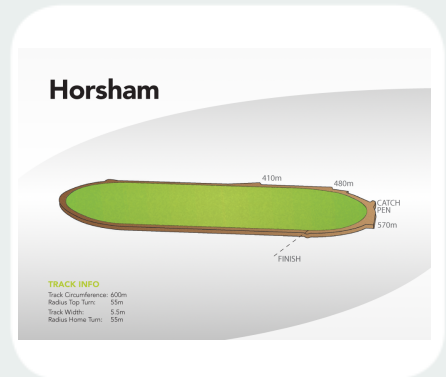 Horsham
410m
480m
CATCH
PEN
570m
FINISH
TRACK INFO
Track Circumference: 600m
Radius Top Turn: 55m
Track Width: 5.5m
Radius Home Turn: 55m